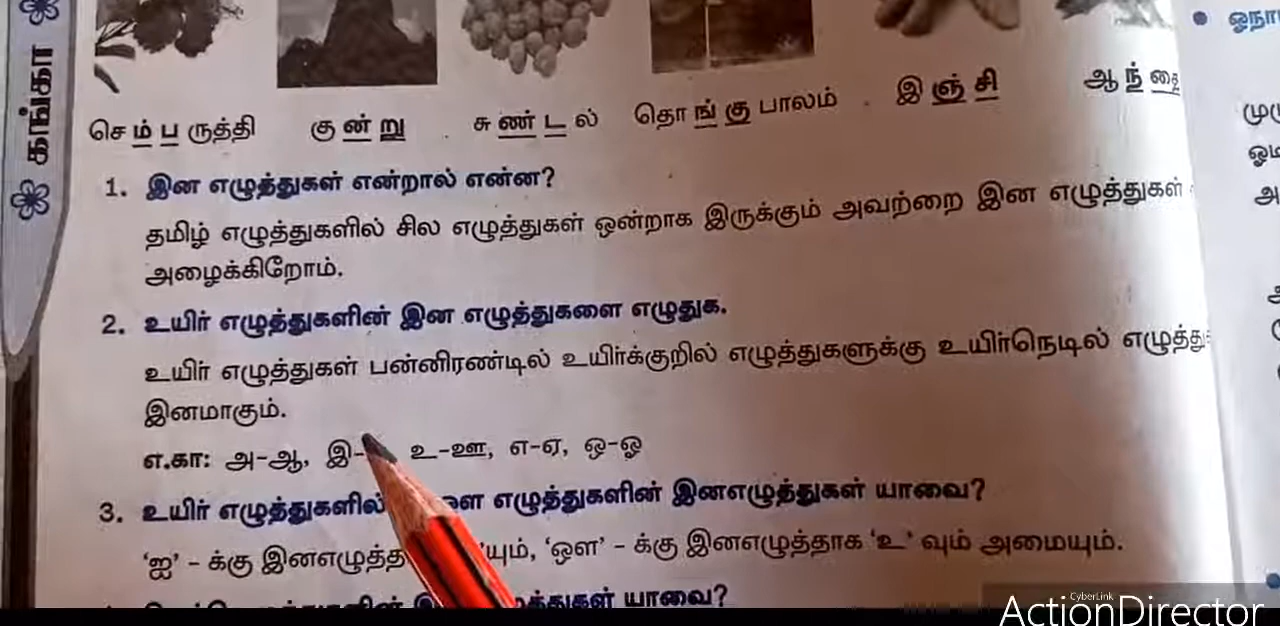 கங்கா
செம்பருத்தி குன்று சுண்டல் தொங்குபாலம் இஞ்சி ஆந்தை
1. இன எழுத்துகள் என்றால் என்ன?
தமிழ் எழுத்துகளில் சில எழுத்துகள் ஒன்றாக இருக்கும் அவற்றை இன எழுத்துகள்
அழைக்கிறோம்.
2. உயிர் எழுத்துகளின் இன எழுத்துகளை எழுதுக.
உயிர் எழுத்துகள் பன்னிரண்டில் உயிர்க்குறில் எழுத்துகளுக்கு உயிர்நெடில்
இனமாகும்.
எ.கா: அ-ஆ, இ- உ-ஊ, எ-ஏ, ஒ-ஓ
3. உயிர் எழுத்துகளில் எழுத்துகளின் இனஎழுத்துகள் யாவை?
'ஐ' - க்கு 'ஒள' - க்கு இனஎழுத்தாக 'உ' வும் அமையும்.
யாவை?
CyberLink
ActionDirector